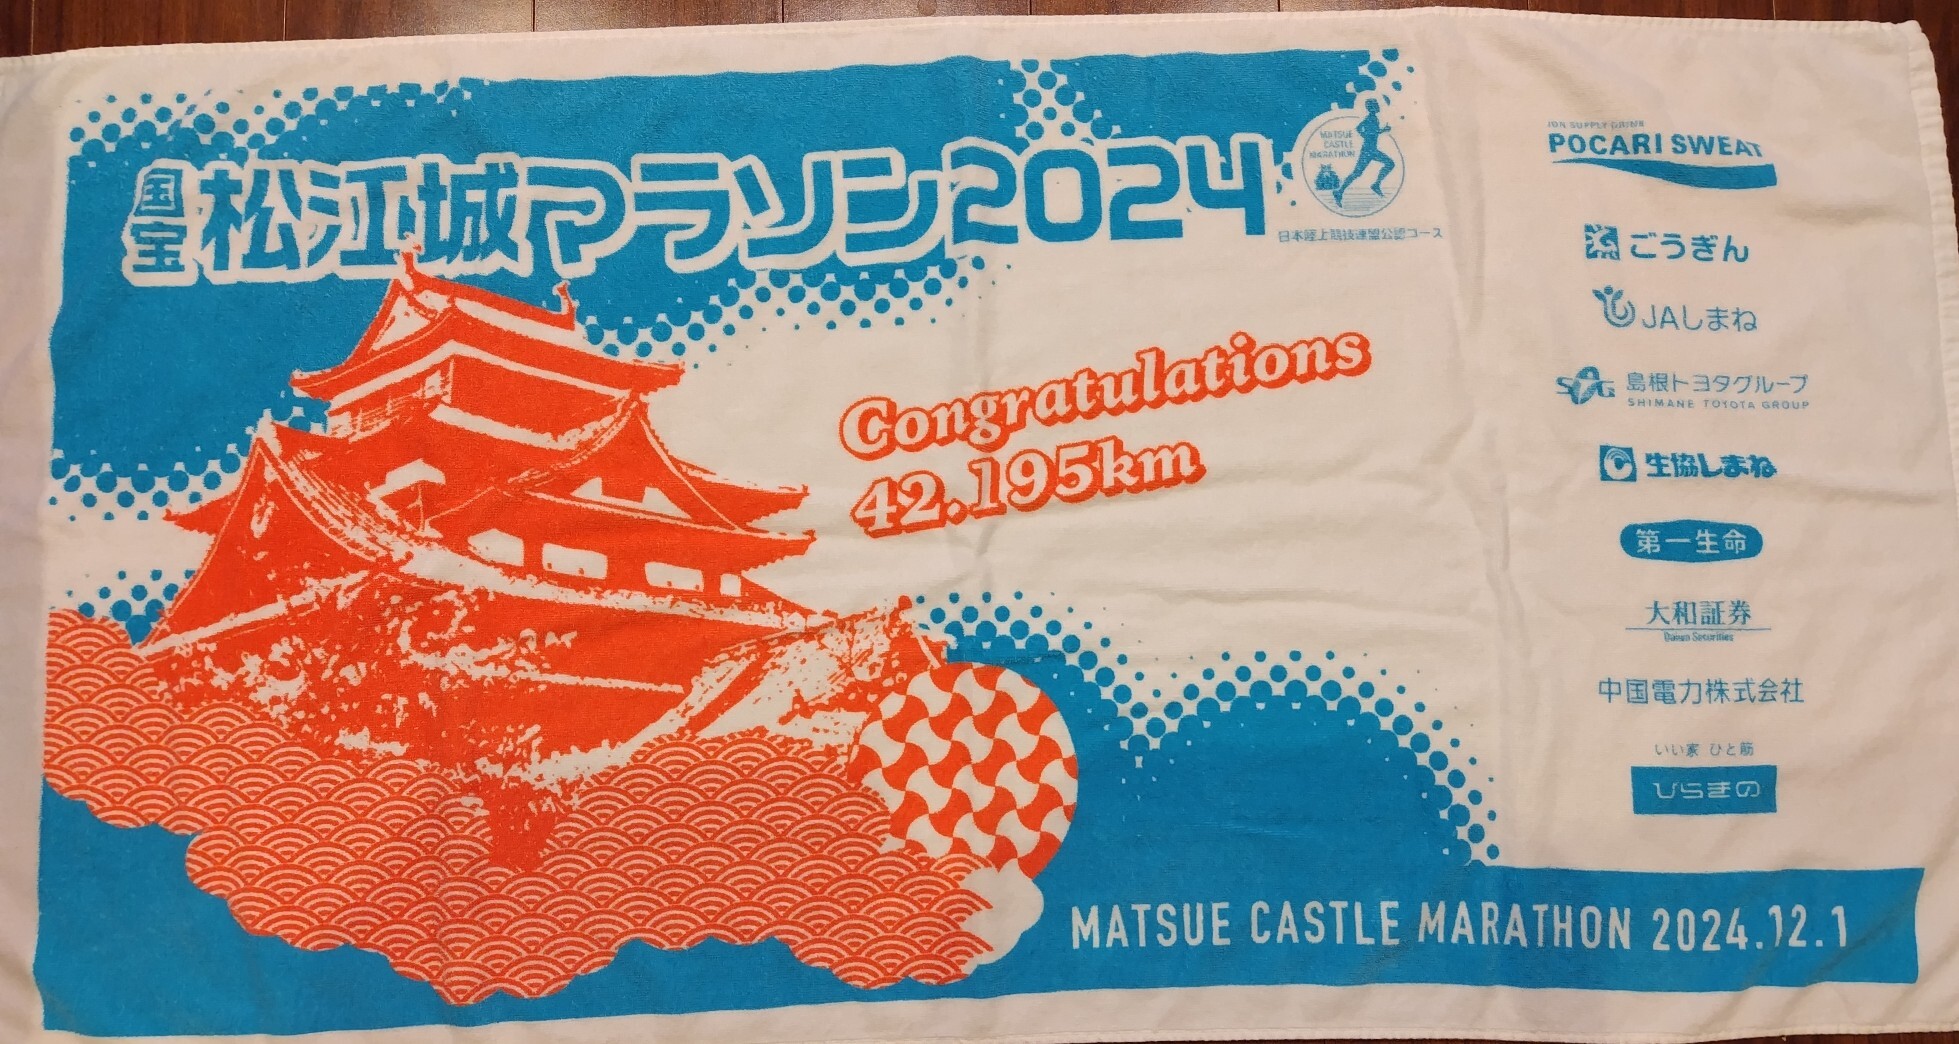 国宝 松江城マラソン2024
MATSUE
CASTLE
MARATHON
日本陸上競技連盟公認コース
Congratulations
42.195km
ION SUPPLY DRINK
POCARI SWEAT
ごうぎん
JAしまね
島根トヨタグループ
SHIMANE TOYOTA GROUP
生協しまね
第一生命
大和証券
Daiwa Securities
中国電力株式会社
いい家 ひと筋
ひらきの
MATSUE CASTLE MARATHON 2024.12.1